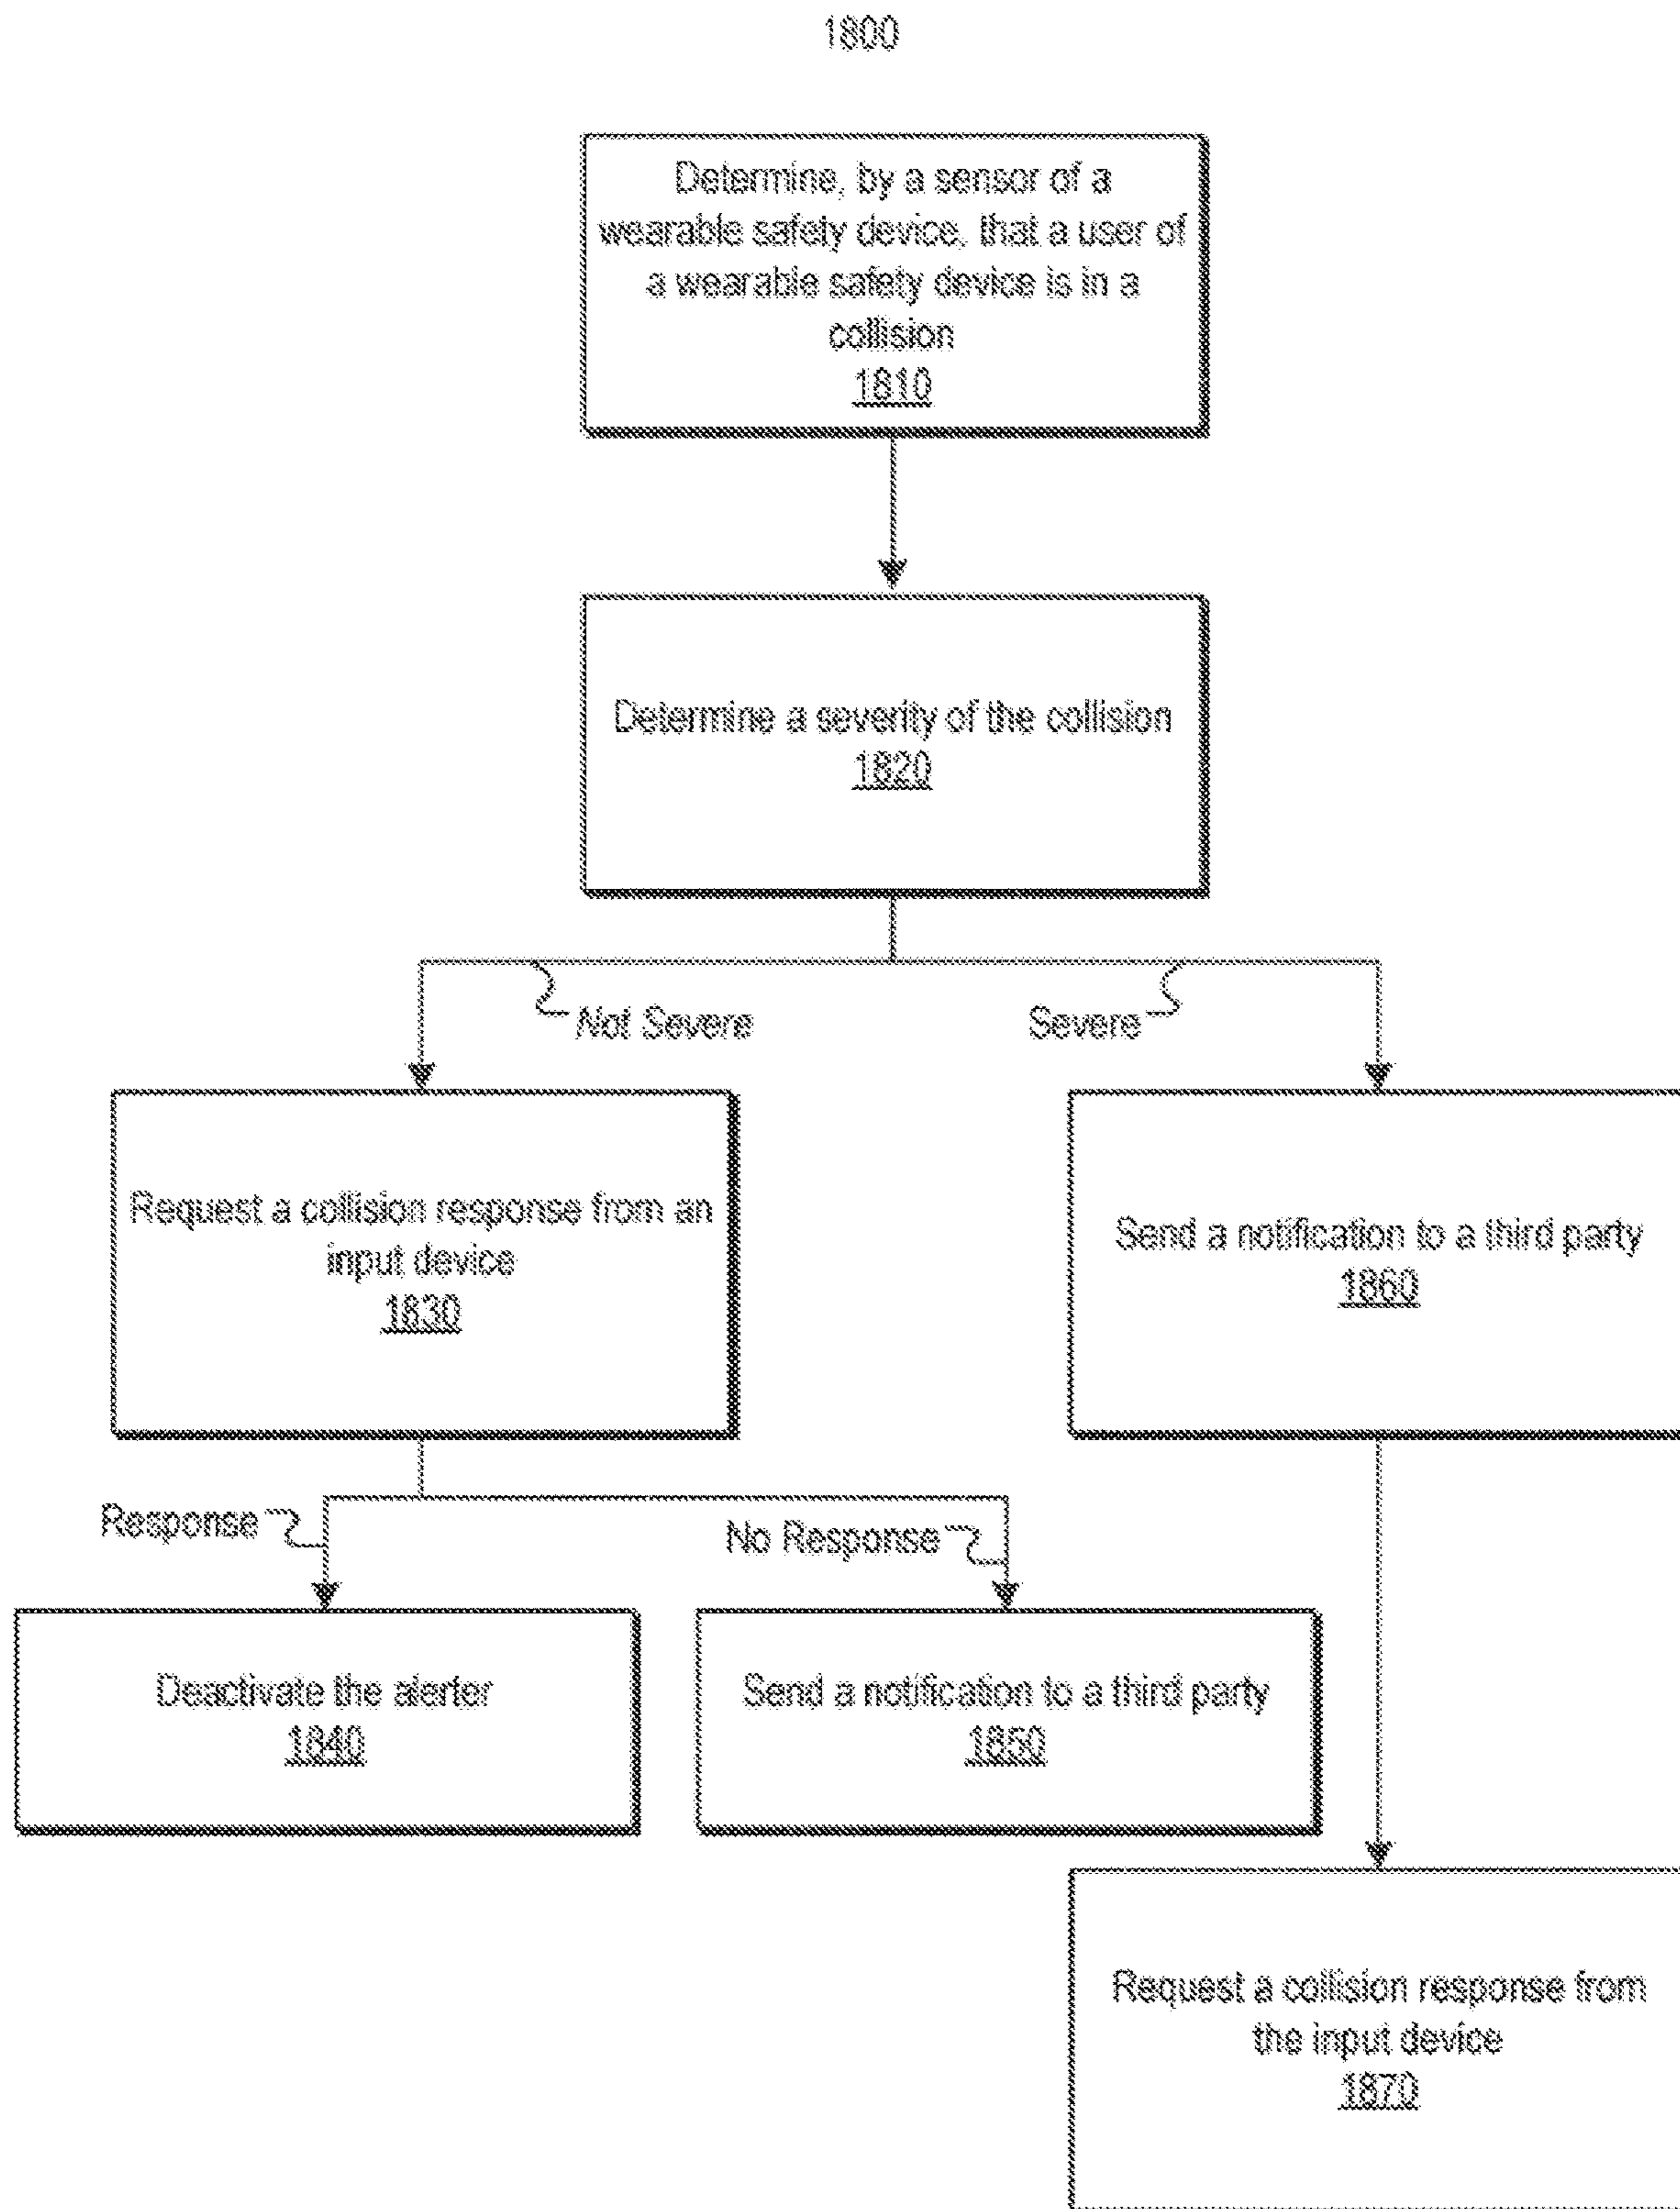 1800
Determine, by a sensor of a
wearable safety device, that a user of
a wearable safety device is in a
collision
1810
Determine a severity of the collision
1820
Not Severe
Severe
Request a collision response from an
input device
1830
Send a notification to a third party
1860
Response
No Response
Deactivate the alerter
1840
Send a notification to a third party
1850
Request a collision response from
the input device
1870